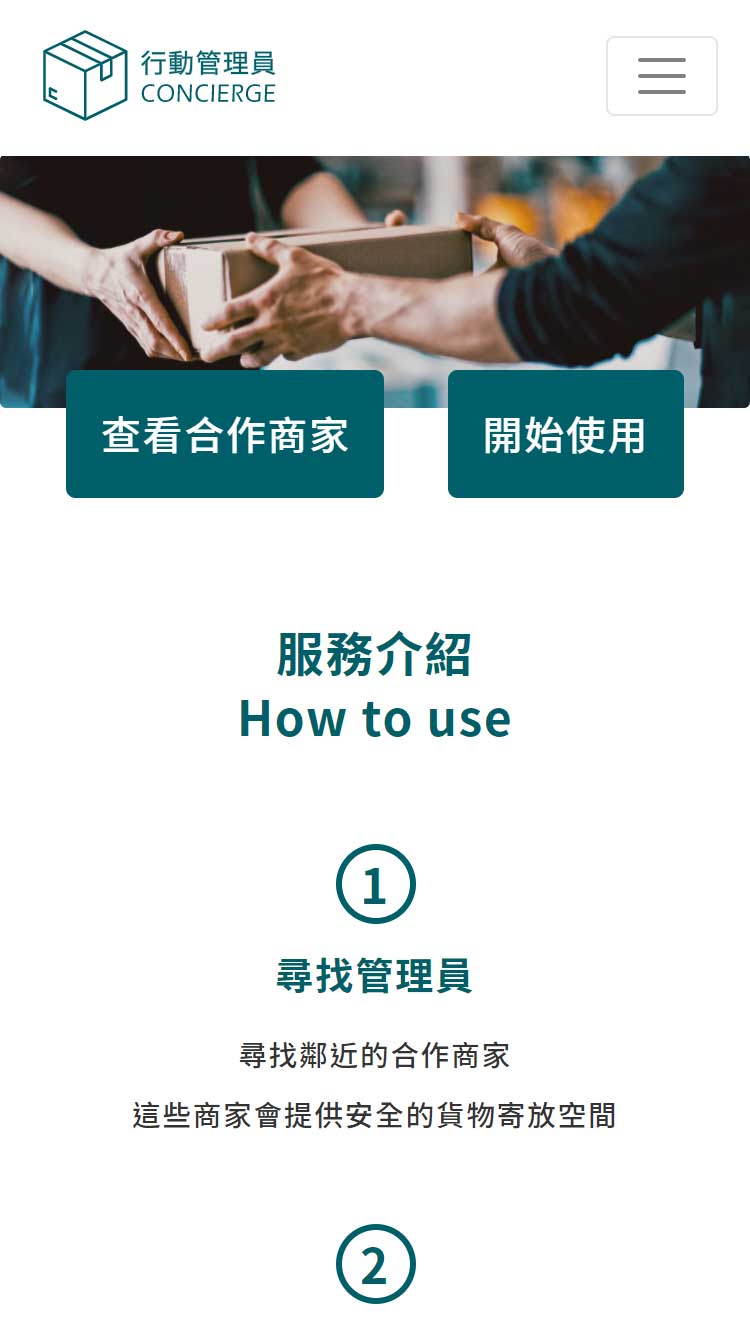 行動管理員
CONCIERGE
查看合作商家
開始使用
服務介紹
How to use
1
尋找管理員
尋找鄰近的合作商家
這些商家會提供安全的貨物寄放空間
2